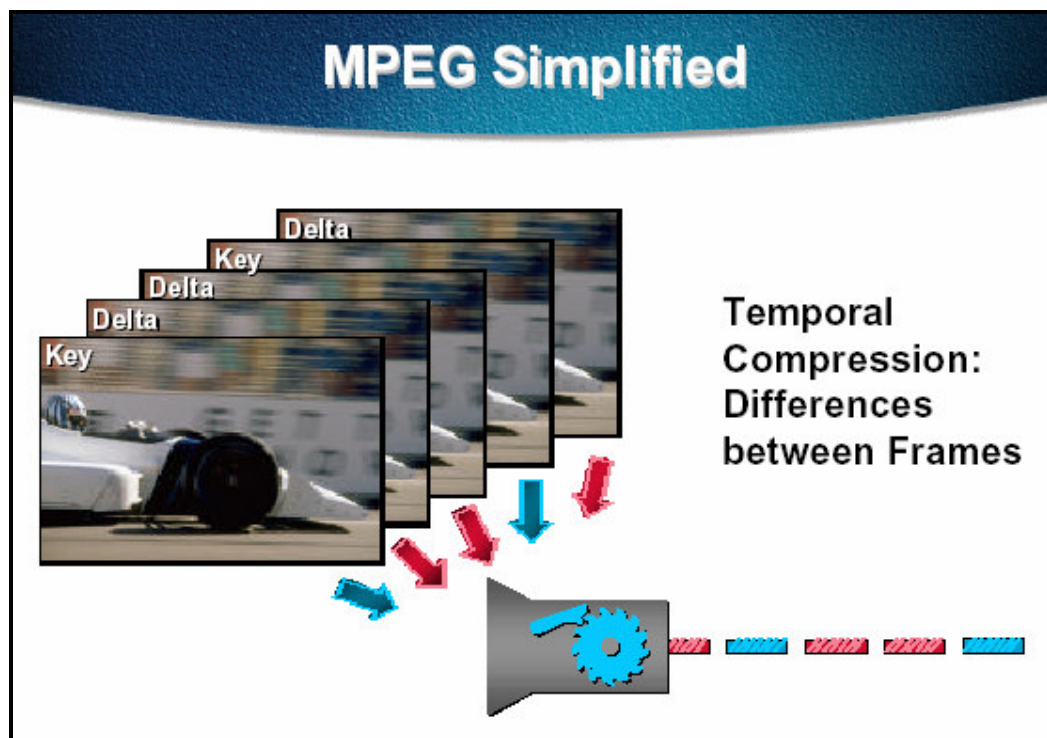 MPEG Simplified
Delta
Key
Delta
Delta
Key
Temporal
Compression:
Differences
between Frames